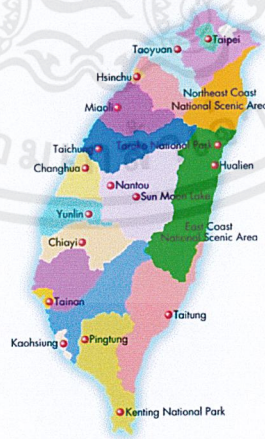 Taipei
Taoyuan
Hsinchu
Northeast Coast
National Scenic Area
Miaoli
Taroko National Park
Taichung
Changhua
Hualien
Nantou
Sun Moon Lake
Yunlin
East Coast
National Scenic Area
Chiayi
Tainan
Taitung
Kaohsiung
Pingtung
Kenting National Park